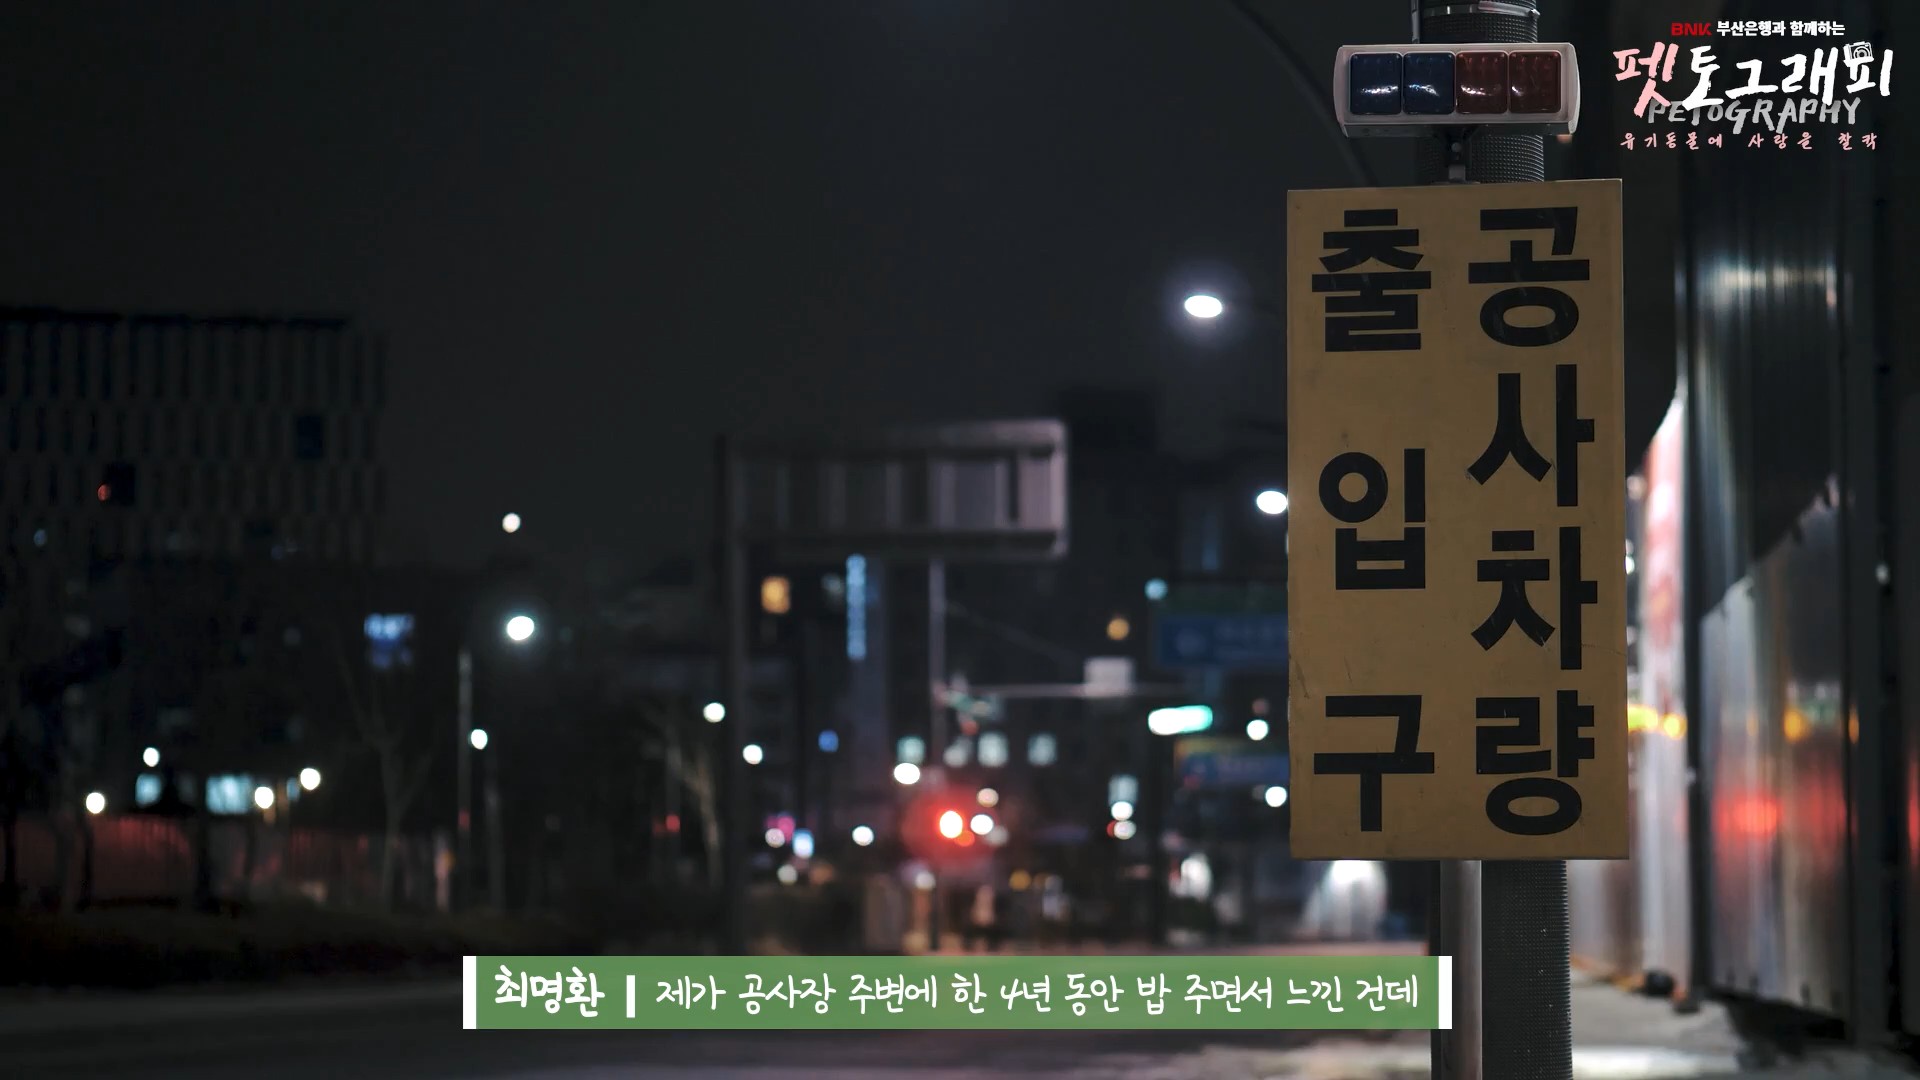 BNK 부산은행과 함께하는
펫토그래피
PETOGRAPHY
유기동물에 사랑을 찰칵
공사차량
출입구
최명환 | 제가 공사장 주변에 한 4년 동안 밥 주면서 느낀 건데